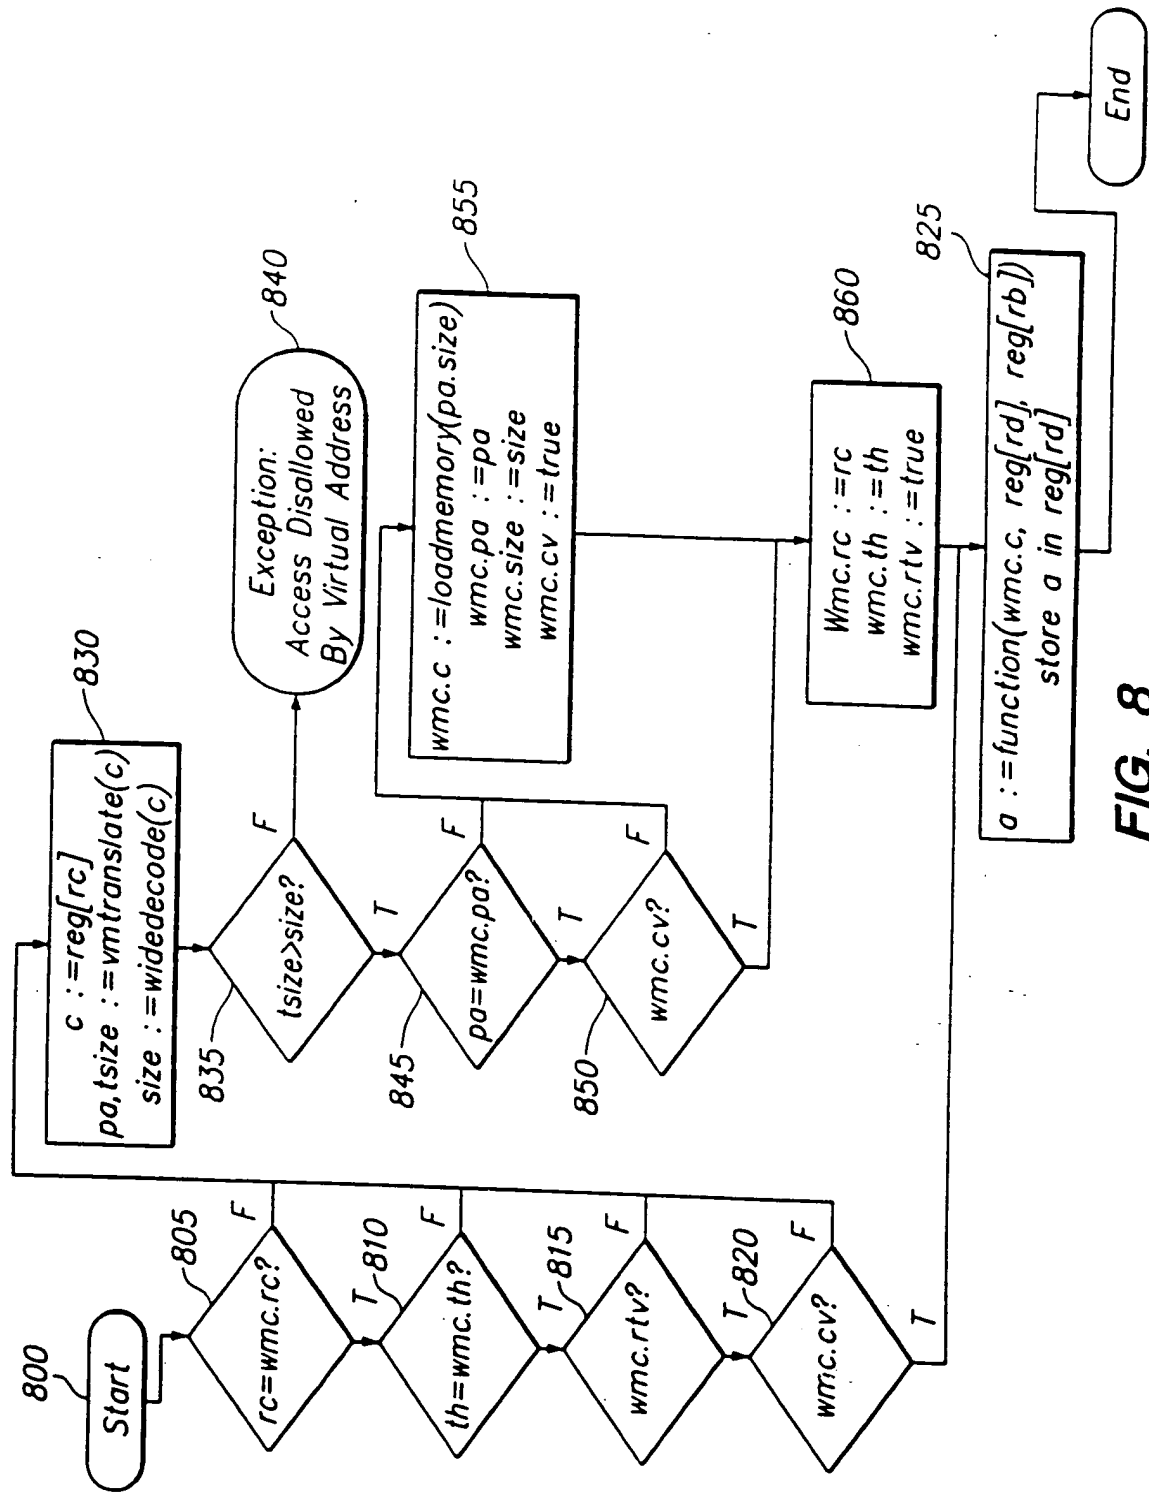 800
Start
805
rc=wmc.rc?
F
T
810
th=wmc.th?
F
T
815
wmc.rtv?
F
T
820
wmc.cv?
F
T
830
c :=reg[rc]
pa,tsize :=vmtranslate(c)
size :=widedecode(c)
835
tsize>size?
F
T
840
Exception:
Access Disallowed
By Virtual Address
845
pa=wmc.pa?
F
T
850
wmc.cv?
F
T
855
wmc.c :=loadmemory(pa.size)
wmc.pa :=pa
wmc.size :=size
wmc.cv :=true
860
Wmc.rc :=rc
wmc.th :=th
wmc.rtv :=true
825
a :=function(wmc.c, reg[rd], reg[rb])
store a in reg[rd]
End
FIG. 8